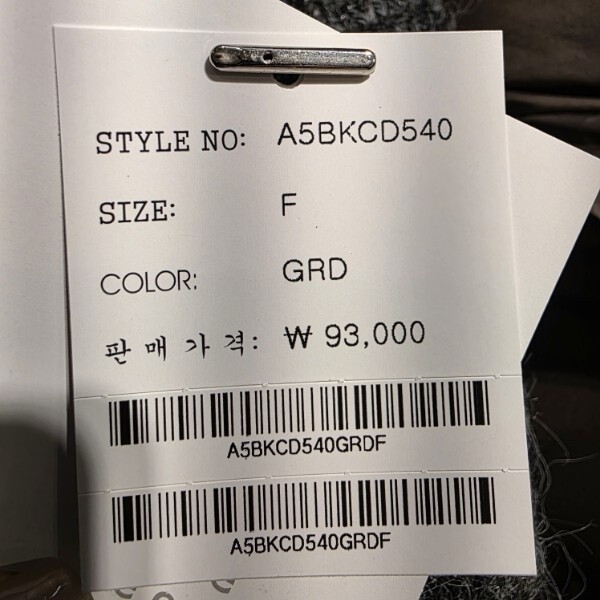 STYLE NO: A5BKCD540
SIZE: F
COLOR: GRD
판매가격: ₩ 93,000
A5BKCD540GRDF
A5BKCD540GRDF